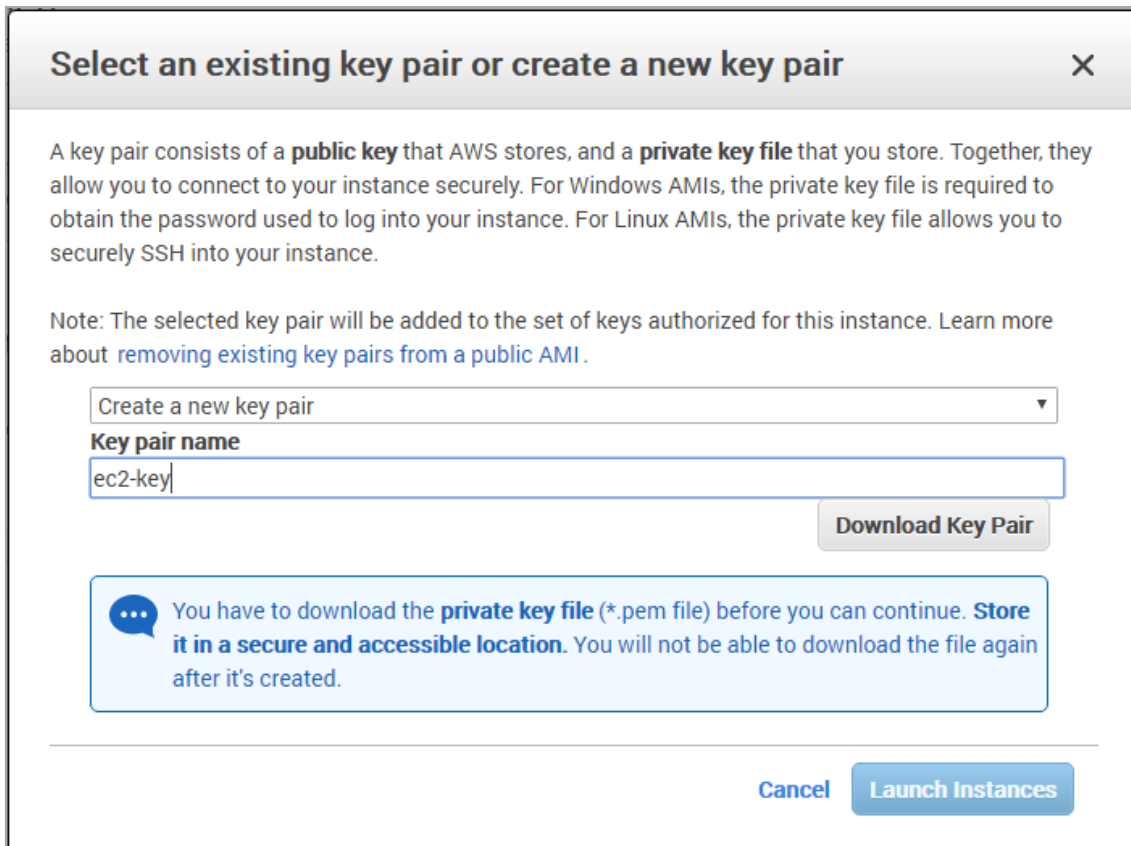 Select an existing key pair or create a new key pair
A key pair consists of a public key that AWS stores, and a private key file that you store. Together, they
allow you to connect to your instance securely. For Windows AMIs, the private key file is required to
obtain the password used to log into your instance. For Linux AMIs, the private key file allows you to
securely SSH into your instance.
Note: The selected key pair will be added to the set of keys authorized for this instance. Learn more
about removing existing key pairs from a public AMI.
Create a new key pair
Key pair name
ec2-key
Download Key Pair
You have to download the private key file (*.pem file) before you can continue. Store
it in a secure and accessible location. You will not be able to download the file again
after it's created.
Cancel Launch Instances